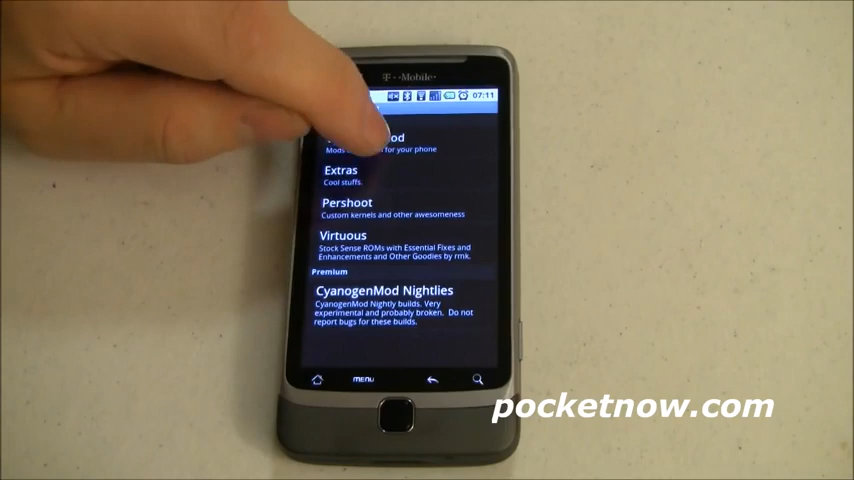 T··Mobile·
07:11
for your phone
Extras
Cool stuffs.
Pershoot
Custom kernels and other awesomeness
Virtuous
Stock Sense ROMs with Essential Fixes and
Enhancements and Other Goodies by rmk.
Premium
CyanogenMod Nightlies
CyanogenMod Nightly builds. Very
experimental and probably broken. Do not
report bugs for these builds.
MENU
pocketnow.com